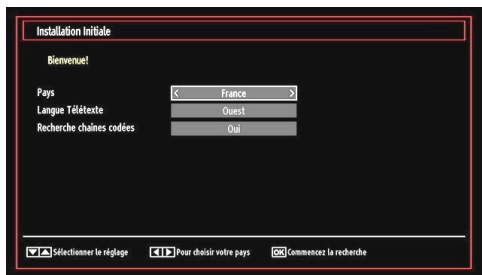 Installation Initiale
Bienvenue!
Pays < France >
Langue Télétexte Ouest
Recherche chaines codées Oui
Sélectionner le réglage Pour choisir votre pays OK Commencez la recherche